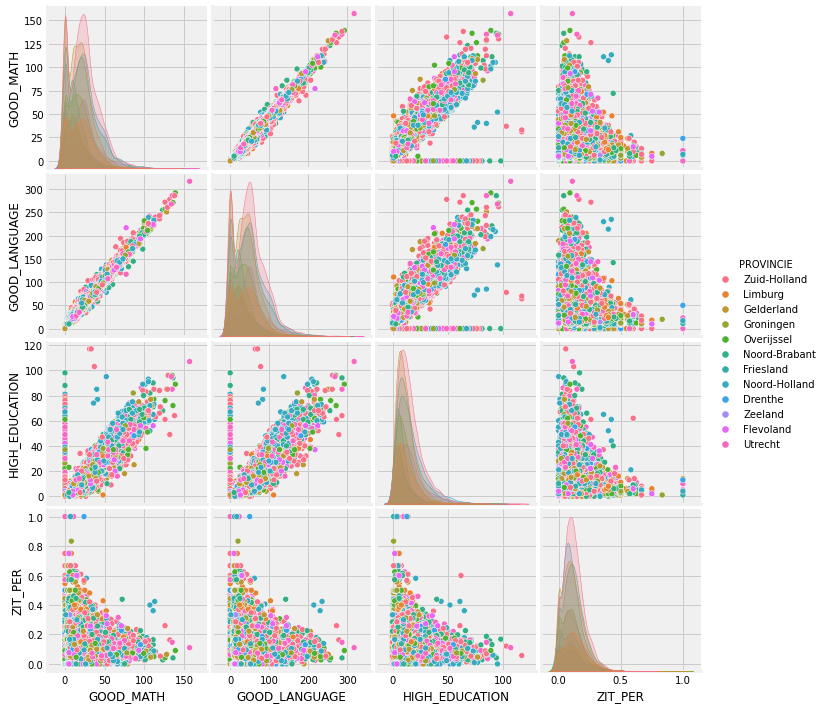 150
125
100
75
50
25
0
GOOD_MATH
300
250
200
150
100
50
0
GOOD_LANGUAGE
120
100
80
60
40
20
0
HIGH_EDUCATION
1.0
0.8
0.6
0.4
0.2
0.0
ZIT_PER
0 50 100 150
GOOD_MATH
0 100 200 300
GOOD_LANGUAGE
0 50 100
HIGH_EDUCATION
0.0 0.5 1.0
ZIT_PER
PROVINCIE
Zuid-Holland
Limburg
Gelderland
Groningen
Overijssel
Noord-Brabant
Friesland
Noord-Holland
Drenthe
Zeeland
Flevoland
Utrecht